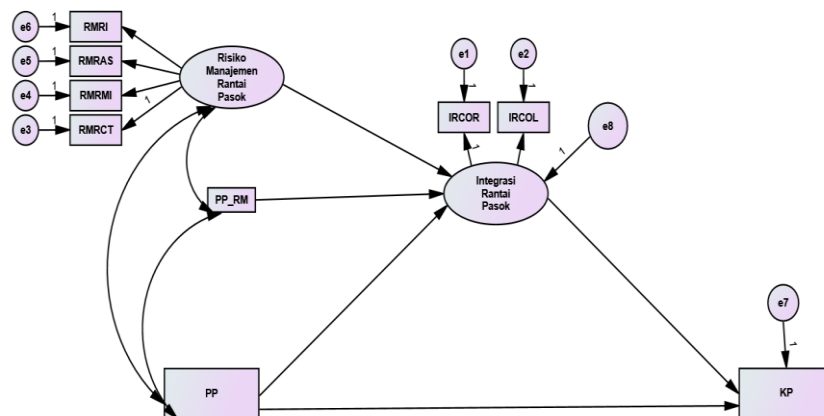 e6
1
RMRI
e5
1
RMRAS
e4
1
RMRMI
e3
1
RMRCT
1
Risiko
Manajemen
Rantai
Pasok
e1
1
IRCOR
1
e2
1
IRCOL
e8
1
PP_RM
Integrasi
Rantai
Pasok
e7
1
PP
KP